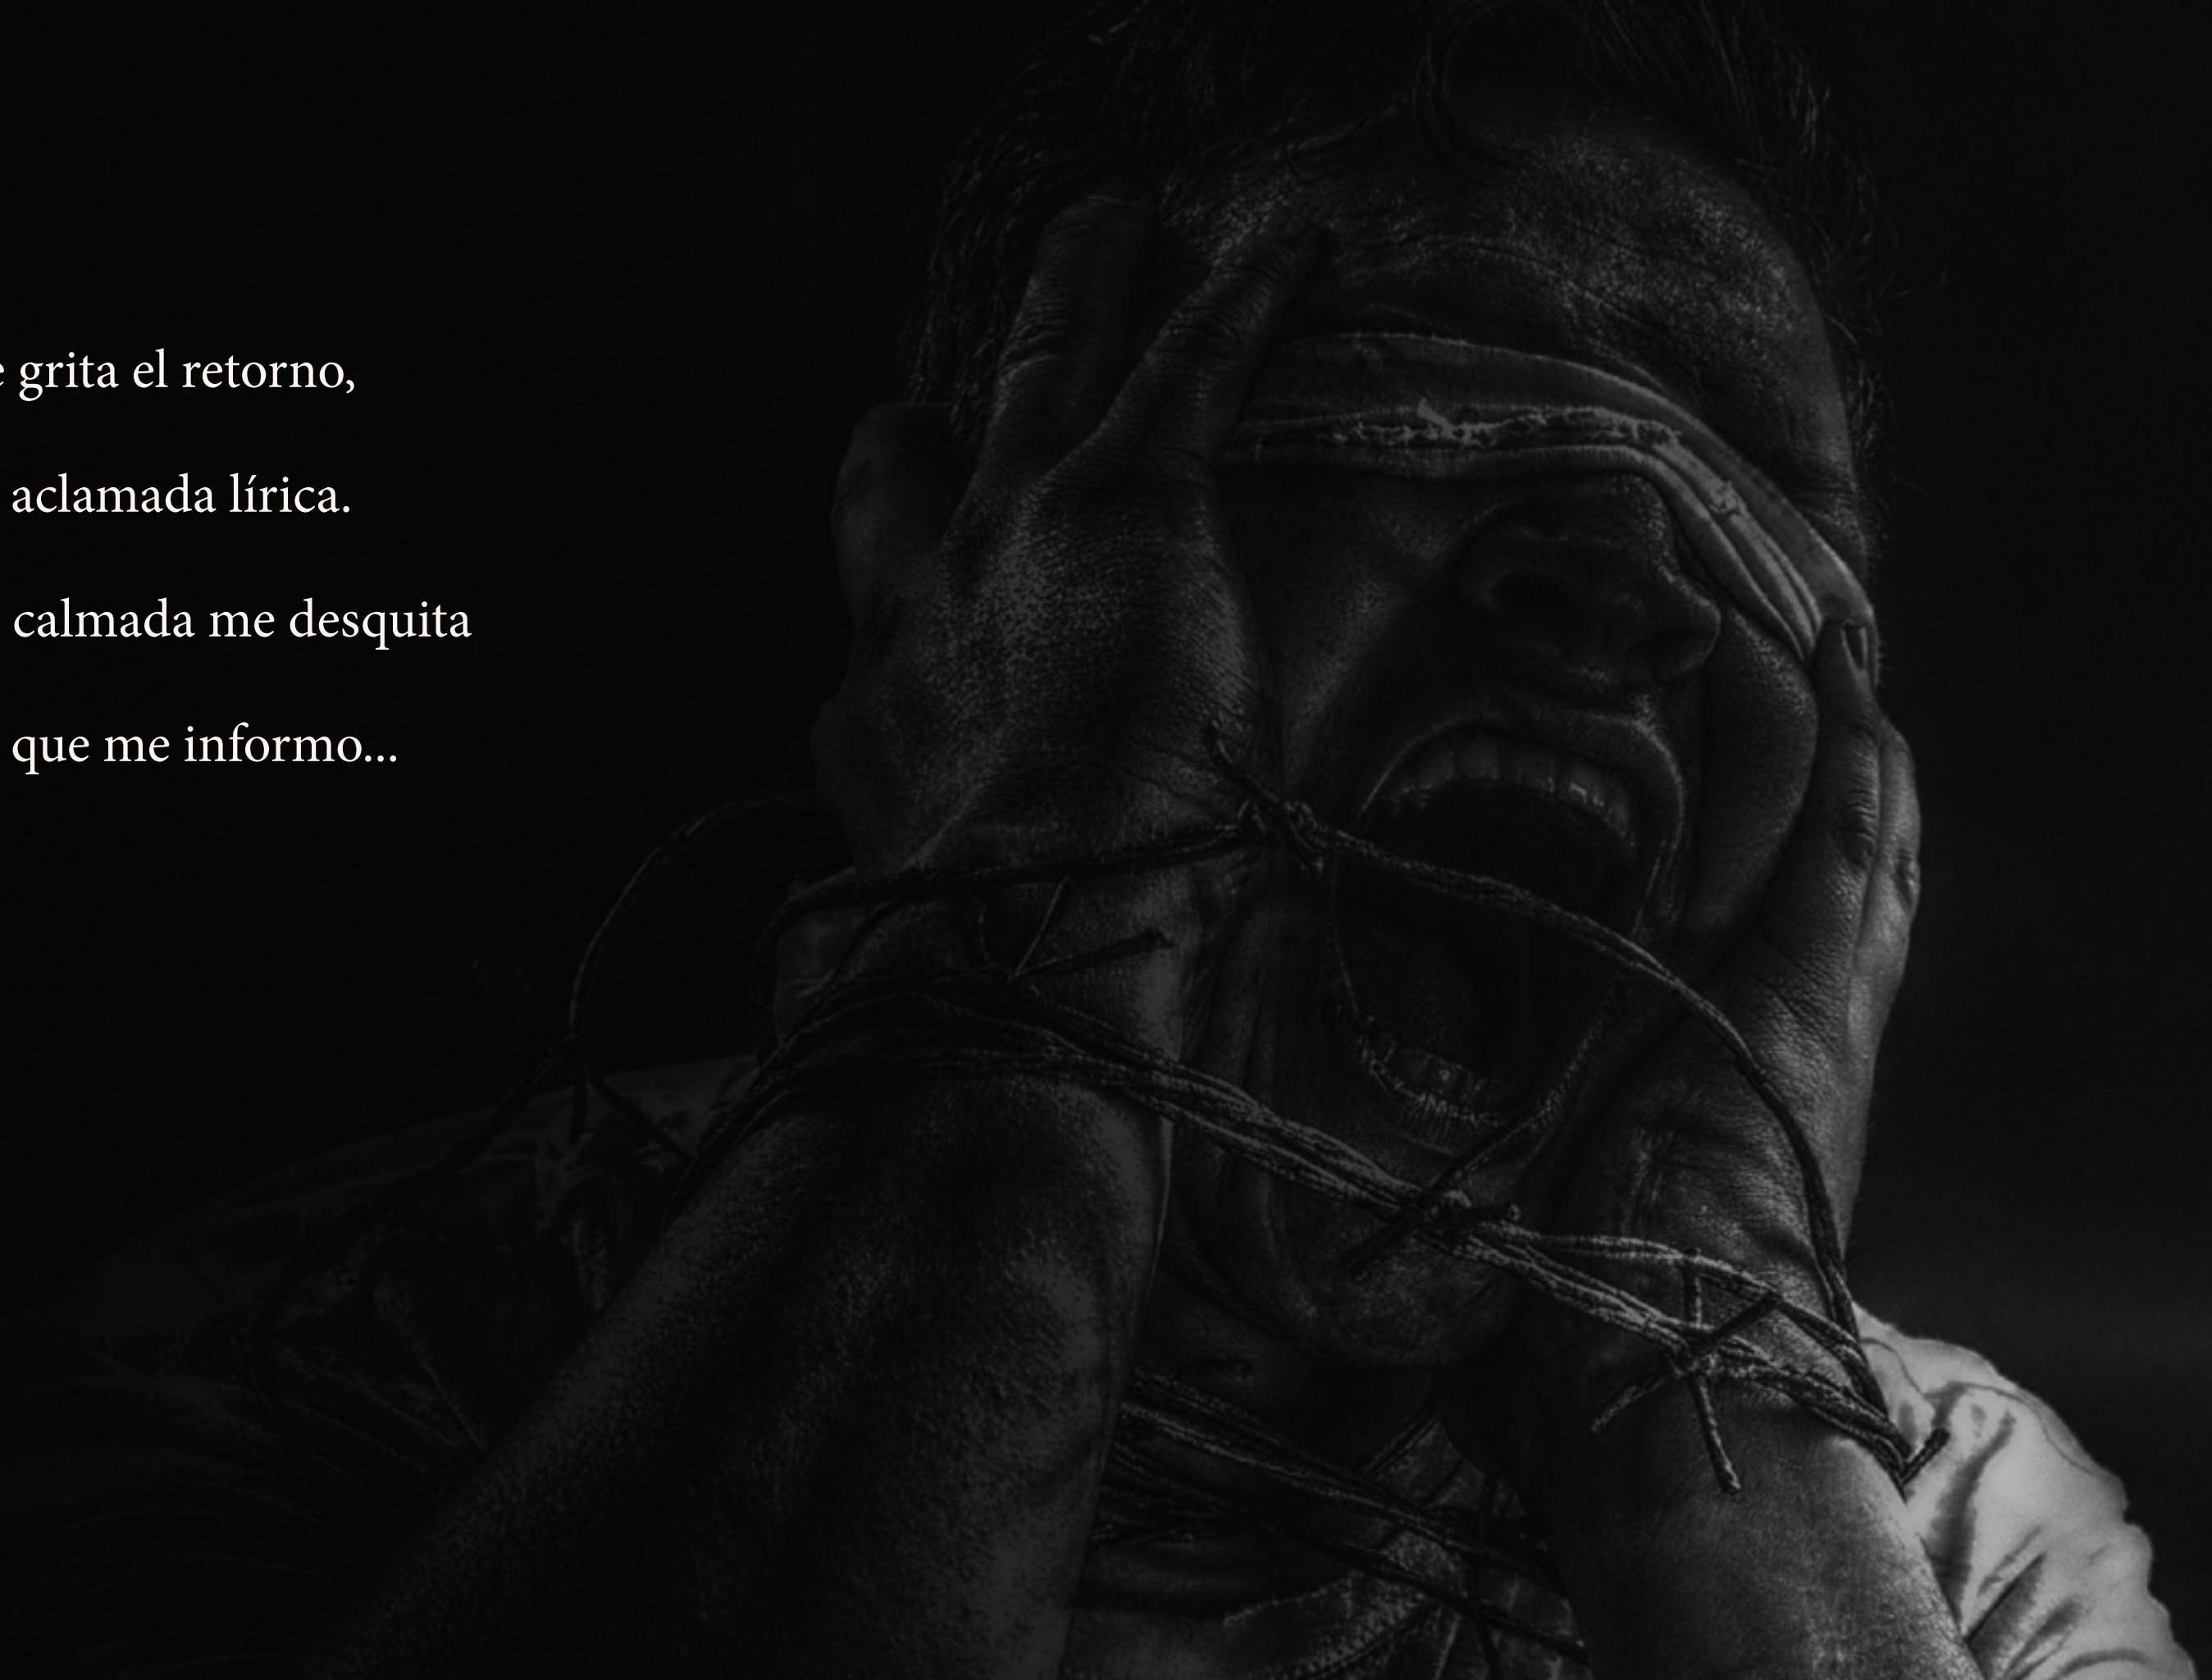 grita el retorno,
aclamada lírica.
calmada me desquita
que me informo...